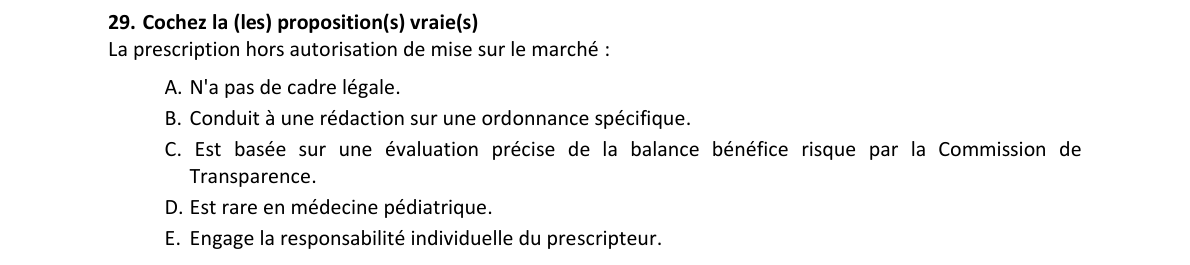 29. Cochez la (les) proposition(s) vraie(s)
La prescription hors autorisation de mise sur le marché :
A. N'a pas de cadre légale.
B. Conduit à une rédaction sur une ordonnance spécifique.
C. Est basée sur une évaluation précise de la balance bénéfice risque par la Commission de
Transparence.
D. Est rare en médecine pédiatrique.
E. Engage la responsabilité individuelle du prescripteur.